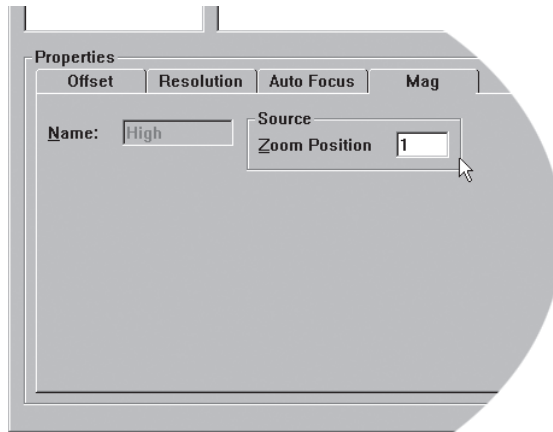 Properties
Offset Resolution Auto Focus Mag
Source
Name: High
Zoom Position 1